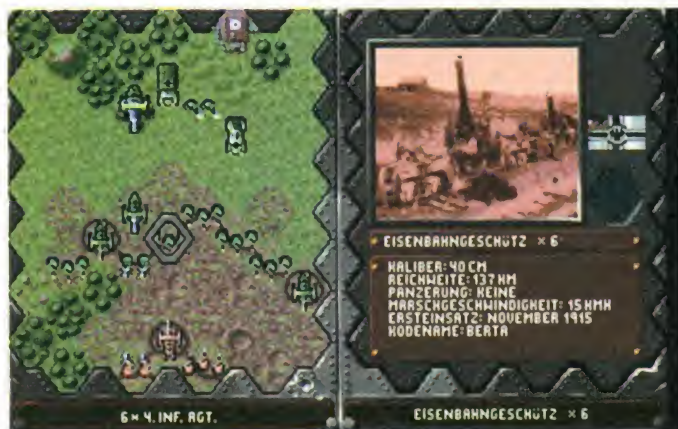 6 × 4. INF. RGT.
EISENBAHNGESCHÜTZ × 6
KALIBER: 40 CM
REICHWEITE: 137 KM
PANZERUNG: KEINE
MARSCHGESCHWINDIGKEIT: 15 KMH
ERSTEINSATZ: NOVEMBER 1915
KODENAME: BERTA
EISENBAHNGESCHÜTZ × 6